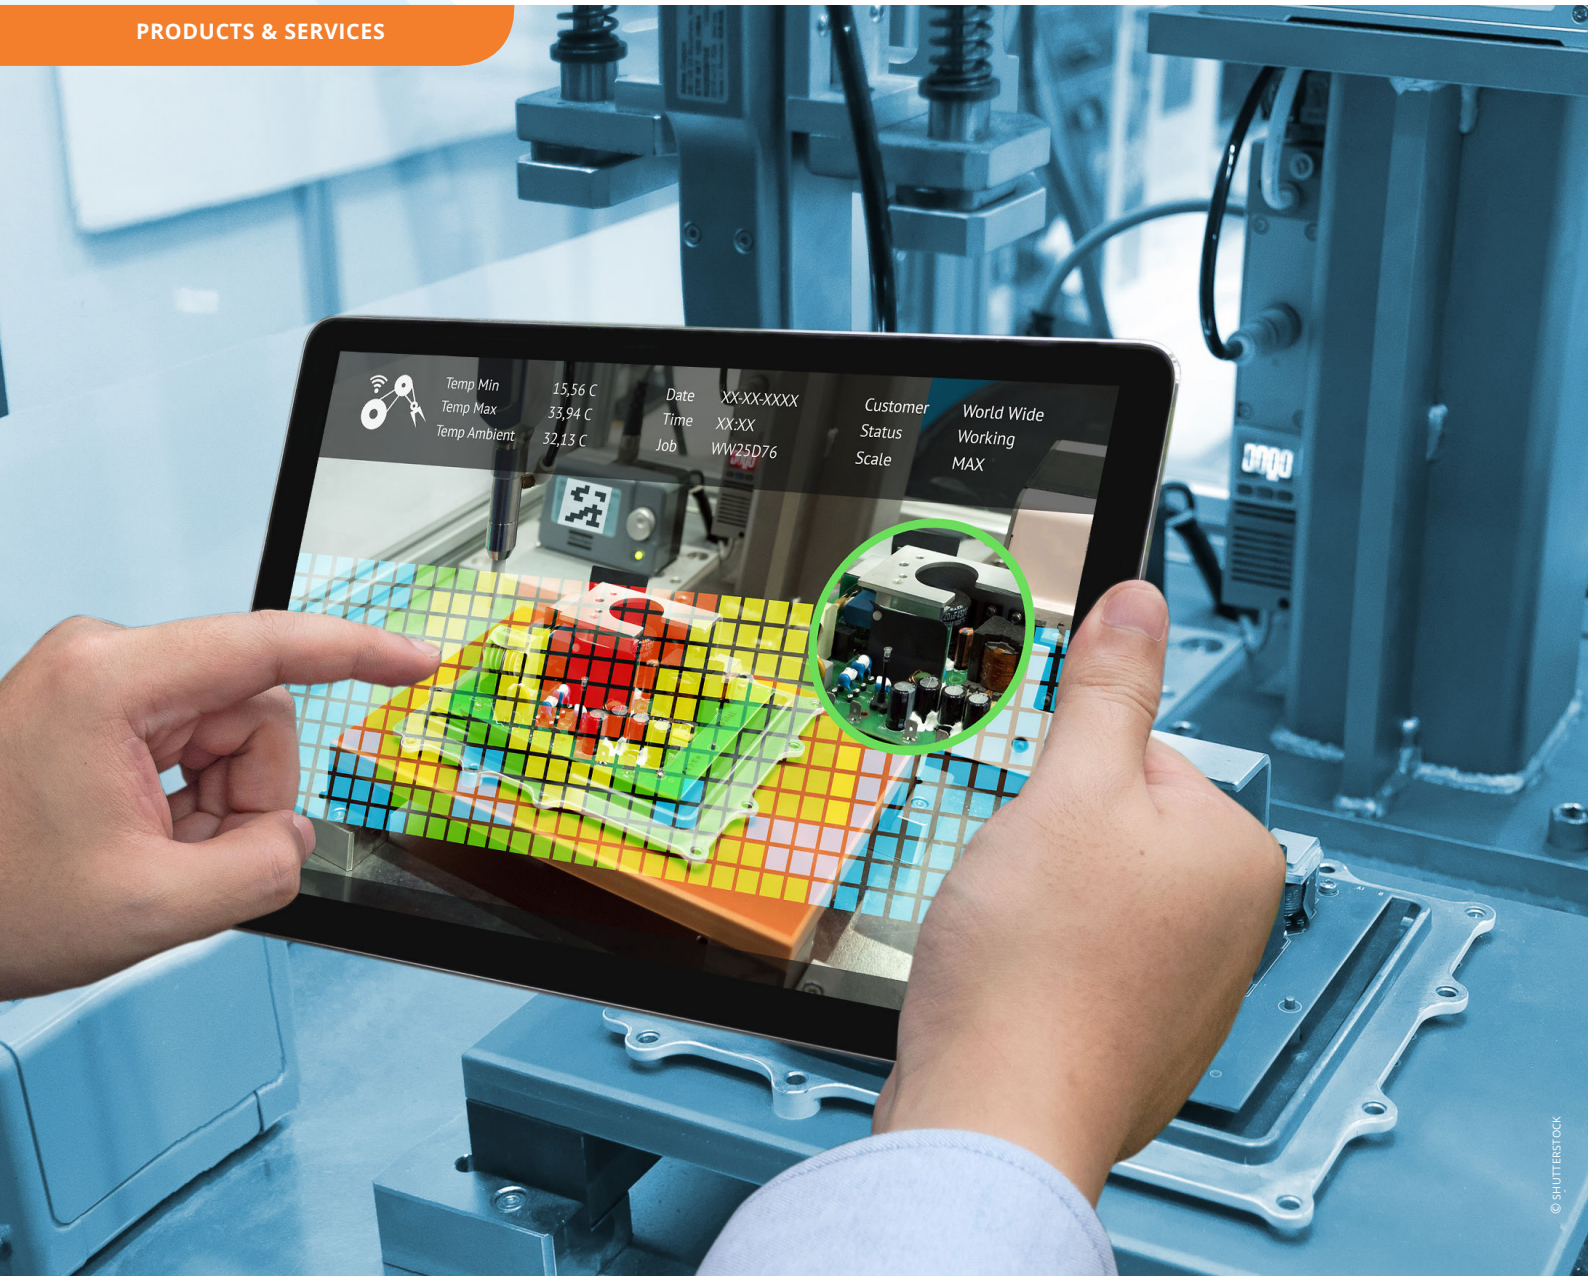 PRODUCTS & SERVICES
Temp Min 15,56 C
Temp Max 33,94 C
Temp Ambient 32,13 C
Date XX-XX-XXXX
Time XX:XX
Job WW25D76
Customer World Wide
Status Working
Scale MAX
© SHUTTERSTOCK